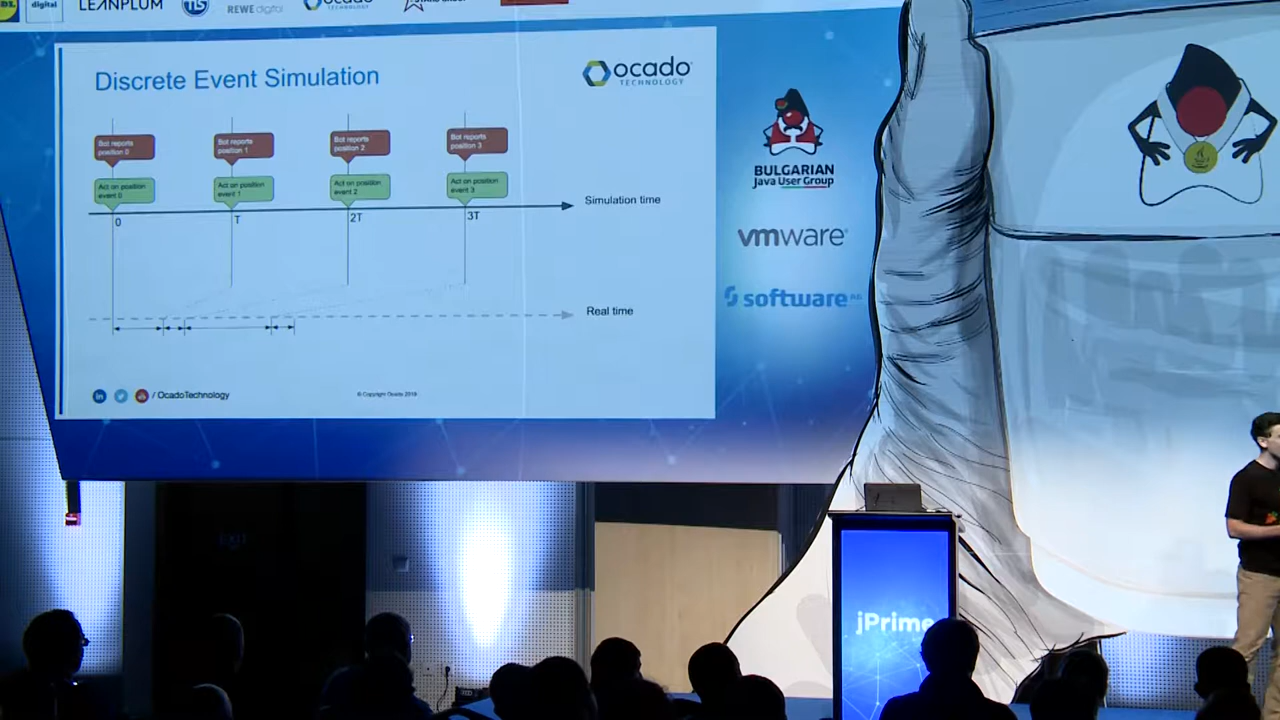 digital
LEANPLUM
REWE digital
Discrete Event Simulation
ocado
TECHNOLOGY
Bot reports
position 0
Bot reports
position 1
Bot reports
position 2
Bot reports
position 3
Act on position
event 0
Act on position
event 1
Act on position
event 2
Act on position
event 3
Simulation time
0
T
2T
3T
Real time
/ OcadoTechnology
© Copyright Ocado 2019
BULGARIAN
Java User Group
vmware
software
jPrime